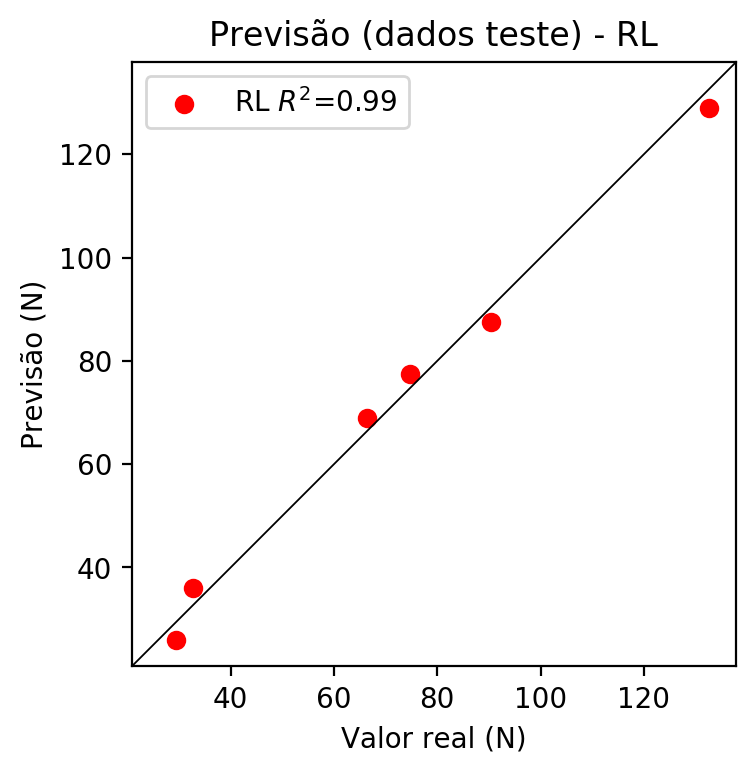 Previsão (dados teste) - RL
RL R²=0.99
Previsão (N)
120
100
80
60
40
40 60 80 100 120
Valor real (N)